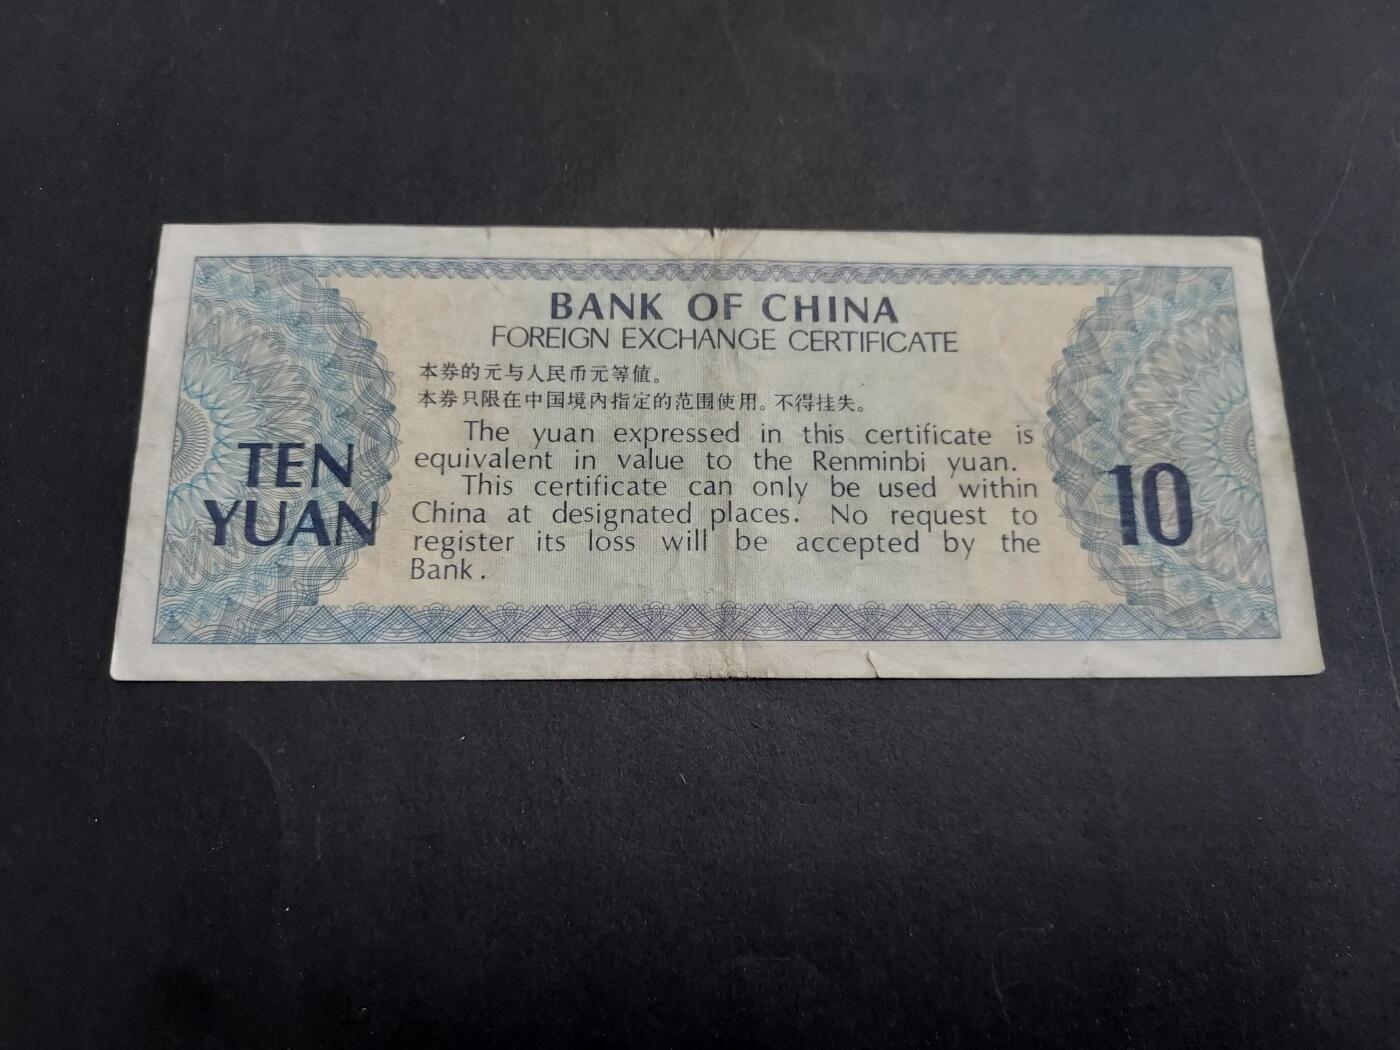 BANK OF CHINA
FOREIGN EXCHANGE CERTIFICATE
本券的元与人民币元等值。
本券只限在中国境内指定的范围使用。不得挂失。
The yuan expressed in this certificate is
equivalent in value to the Renminbi yuan.
This certificate can only be used within
China at designated places. No request to
register its loss will be accepted by the
Bank.
TEN
YUAN
10